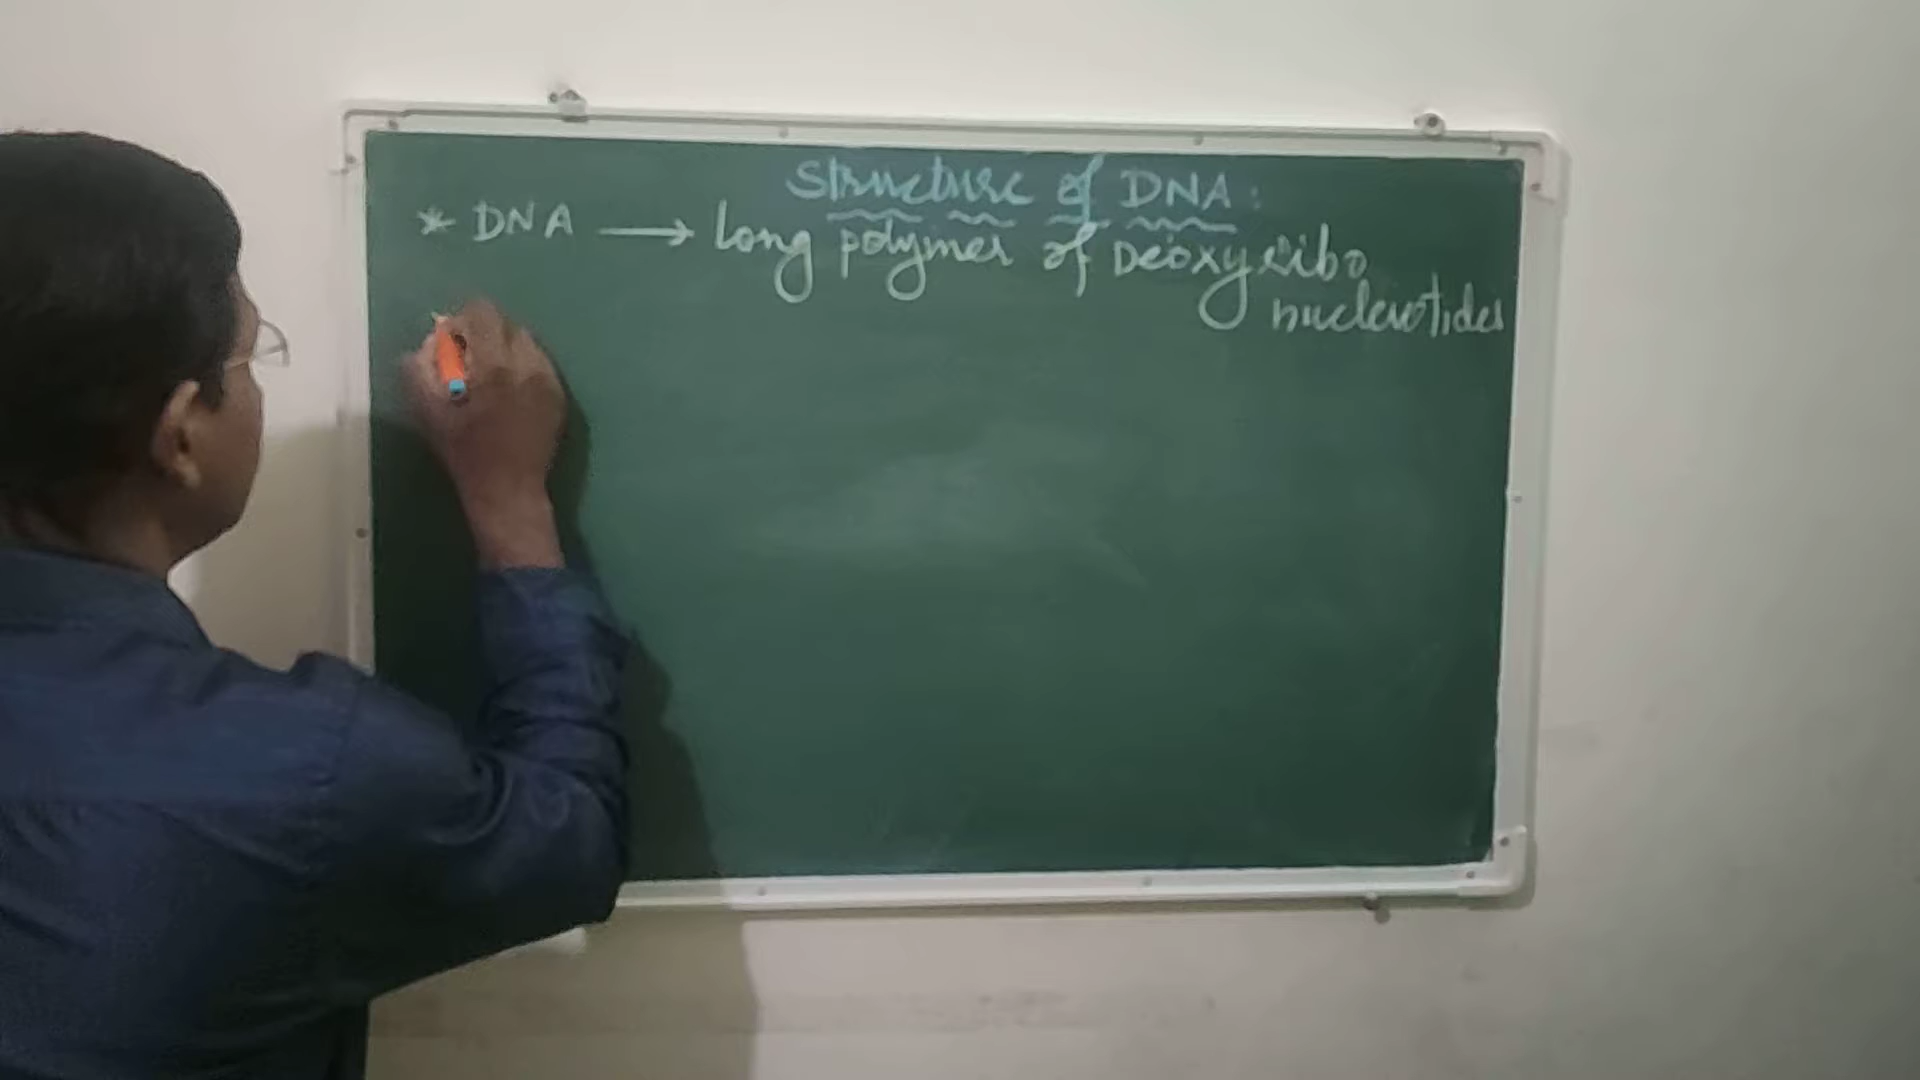 Structure of DNA:
* DNA → Long polymer of Deoxyribo
nucleotides